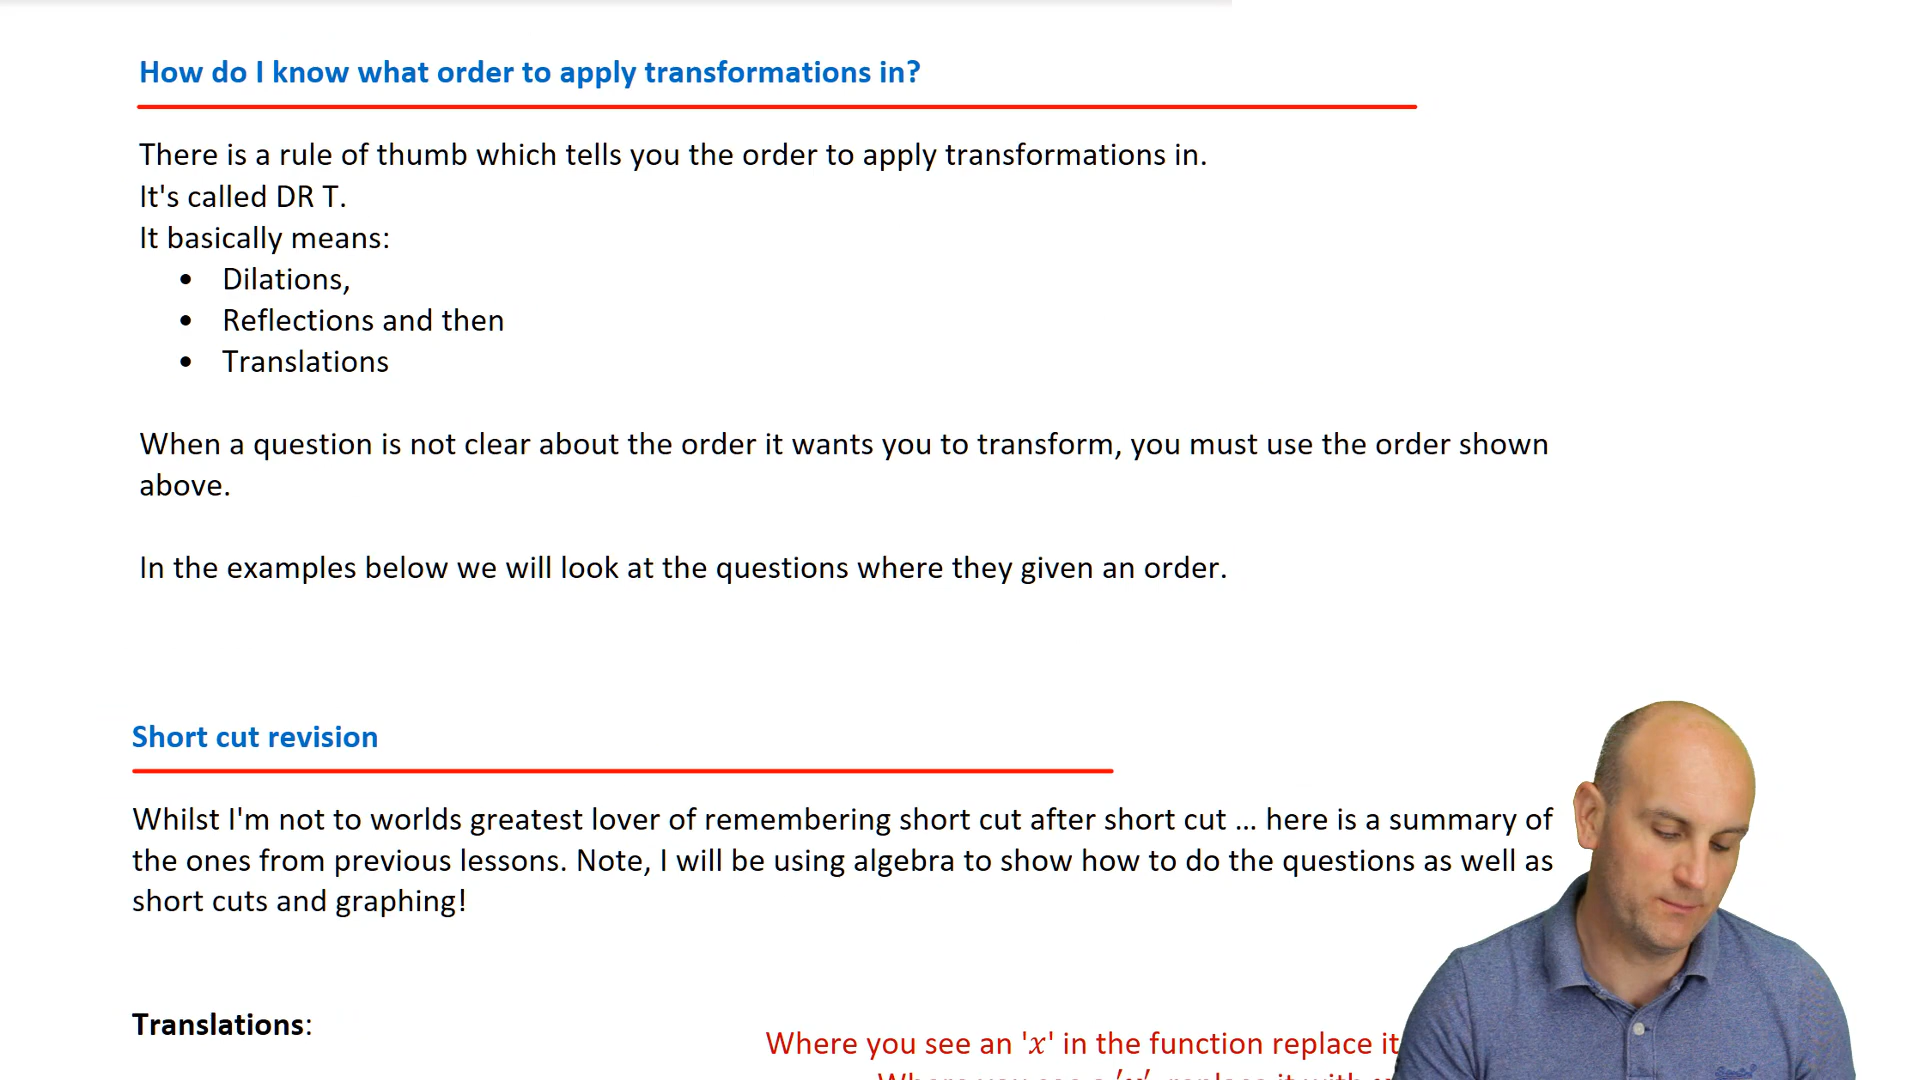 How do I know what order to apply transformations in?
There is a rule of thumb which tells you the order to apply transformations in.
It's called DR T.
It basically means:
• Dilations,
• Reflections and then
• Translations
When a question is not clear about the order it wants you to transform, you must use the order shown
above.
In the examples below we will look at the questions where they given an order.
Short cut revision
Whilst I'm not to worlds greatest lover of remembering short cut after short cut ... here is a summary of
the ones from previous lessons. Note, I will be using algebra to show how to do the questions as well as
short cuts and graphing!
Translations:
Where you see an 'x' in the function replace it